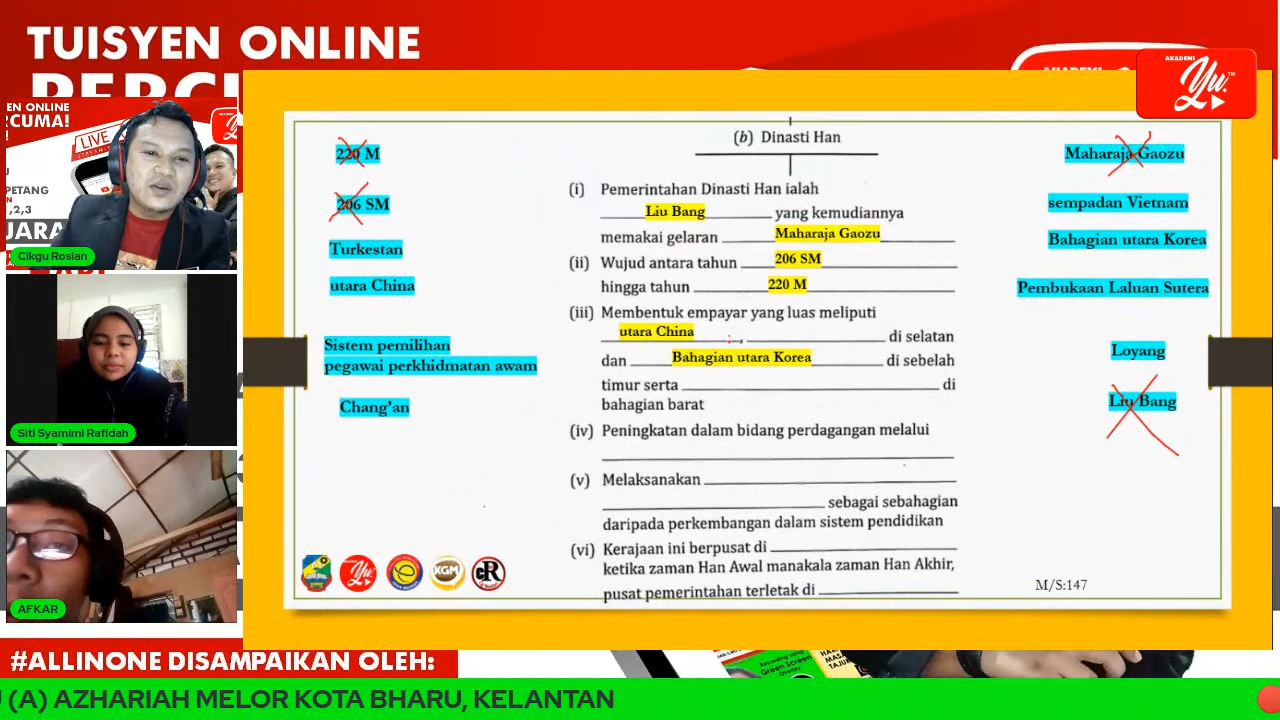 TUISYEN ONLINE
AKADEMI
Yu.
EN ONLINE
RCUMA!
LIVE
PETANG
,1,2,3
JARA
Cikgu Roslan
Siti Syamimi Rafidah
AFKAR
220 M
206 SM
Turkestan
utara China
Sistem pemilihan
pegawai perkhidmatan awam
Chang'an
(b) Dinasti Han
(i) Pemerintahan Dinasti Han ialah
Liu Bang yang kemudiannya
memakai gelaran Maharaja Gaozu
(ii) Wujud antara tahun 206 SM
hingga tahun 220 M
(iii) Membentuk empayar yang luas meliputi
utara China, di selatan
dan Bahagian utara Korea di sebelah
timur serta di
bahagian barat
(iv) Peningkatan dalam bidang perdagangan melalui
(v) Melaksanakan
sebagai sebahagian
daripada perkembangan dalam sistem pendidikan
(vi) Kerajaan ini berpusat di
ketika zaman Han Awal manakala zaman Han Akhir,
pusat pemerintahan terletak di
Maharaja Gaozu
sempadan Vietnam
Bahagian utara Korea
Pembukaan Laluan Sutera
Loyang
Liu Bang
M/S:147
KGM
#ALLINONE DISAMPAIKAN OLEH:
Green Screen
(A) AZHARIAH MELOR KOTA BHARU, KELANTAN